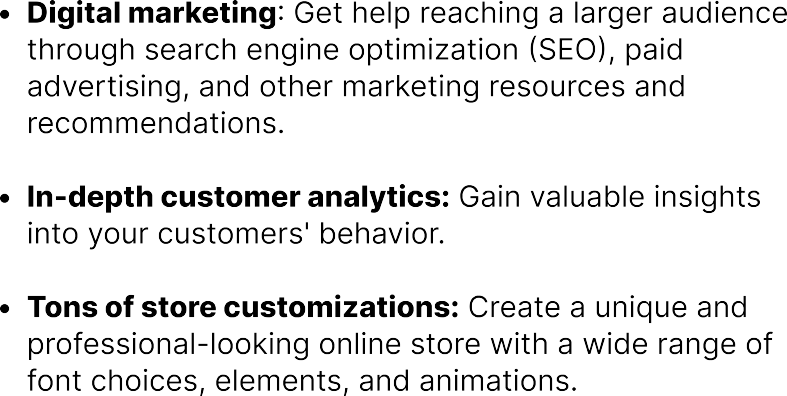 • Digital marketing: Get help reaching a larger audience
through search engine optimization (SEO), paid
advertising, and other marketing resources and
recommendations.
• In-depth customer analytics: Gain valuable insights
into your customers' behavior.
• Tons of store customizations: Create a unique and
professional-looking online store with a wide range of
font choices, elements, and animations.